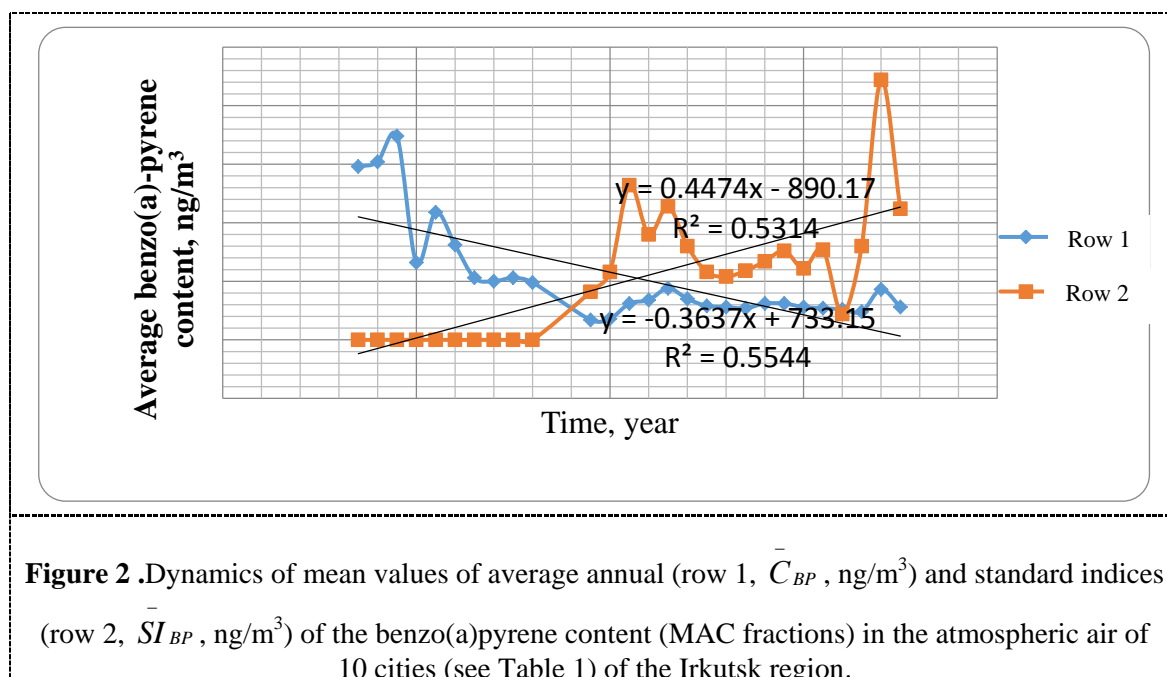 Average benzo(a)-pyrene
content, ng/m³
y = 0.4474x - 890.17
R² = 0.5314
Row 1
Row 2
y = -0.3637x + 733.15
R² = 0.5544
Time, year
Figure 2 .Dynamics of mean values of average annual (row 1, C̄ BP , ng/m³) and standard indices
(row 2, S̄I BP , ng/m³) of the benzo(a)pyrene content (MAC fractions) in the atmospheric air of
10 cities (see Table 1) of the Irkutsk region.